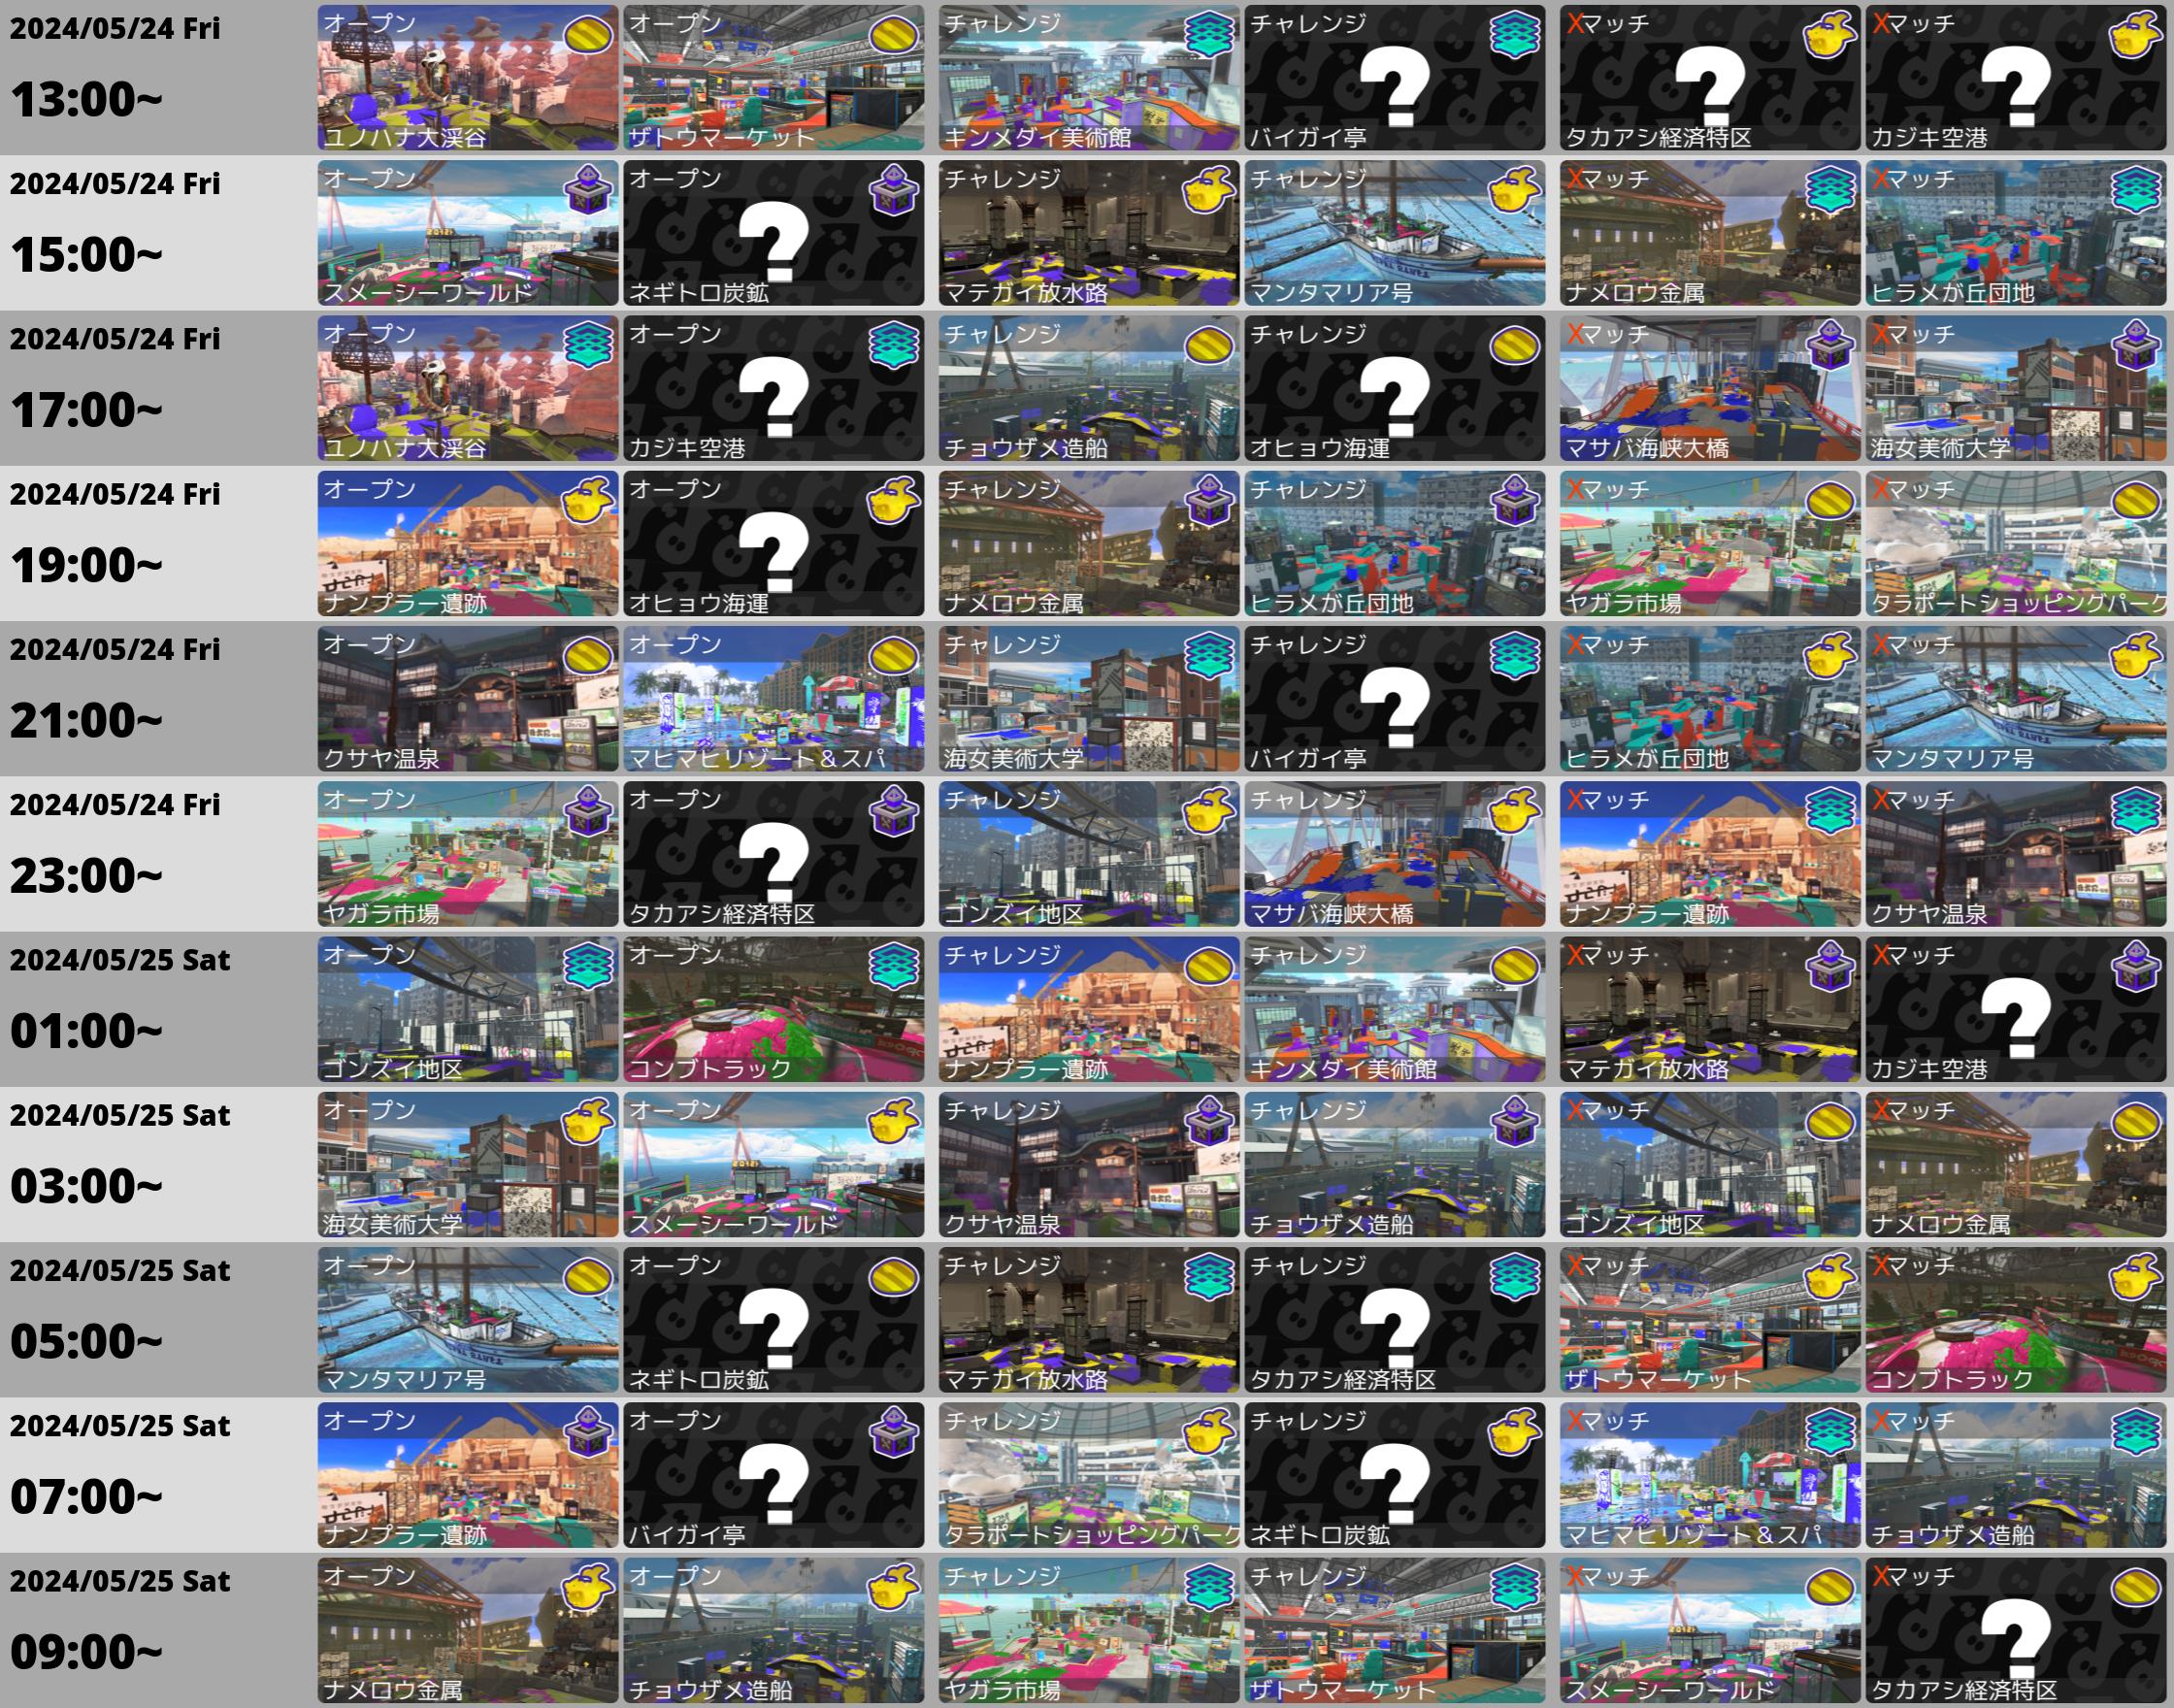 2024/05/24 Fri
13:00~
オープン
ユノハナ大渓谷
オープン
ザトウマーケット
チャレンジ
キンメダイ美術館
チャレンジ
バイガイ亭
Xマッチ
タカアシ経済特区
Xマッチ
カジキ空港
2024/05/24 Fri
15:00~
オープン
スメーシーワールド
オープン
ネギトロ炭鉱
チャレンジ
マテガイ放水路
チャレンジ
マンタマリア号
Xマッチ
ナメロウ金属
Xマッチ
ヒラメが丘団地
2024/05/24 Fri
17:00~
オープン
ユノハナ大渓谷
オープン
カジキ空港
チャレンジ
チョウザメ造船
チャレンジ
オヒョウ海運
Xマッチ
マサバ海峡大橋
Xマッチ
海女美術大学
2024/05/24 Fri
19:00~
オープン
ナンプラー遺跡
オープン
オヒョウ海運
チャレンジ
ナメロウ金属
チャレンジ
ヒラメが丘団地
Xマッチ
ヤガラ市場
Xマッチ
タラポートショッピングパーク
2024/05/24 Fri
21:00~
オープン
クサヤ温泉
オープン
マヒマヒリゾート＆スパ
チャレンジ
海女美術大学
チャレンジ
バイガイ亭
Xマッチ
ヒラメが丘団地
Xマッチ
マンタマリア号
2024/05/24 Fri
23:00~
オープン
ヤガラ市場
オープン
タカアシ経済特区
チャレンジ
ゴンズイ地区
チャレンジ
マサバ海峡大橋
Xマッチ
ナンプラー遺跡
Xマッチ
クサヤ温泉
2024/05/25 Sat
01:00~
オープン
ゴンズイ地区
オープン
コンブトラック
チャレンジ
ナンプラー遺跡
チャレンジ
キンメダイ美術館
Xマッチ
マテガイ放水路
Xマッチ
カジキ空港
2024/05/25 Sat
03:00~
オープン
海女美術大学
オープン
スメーシーワールド
チャレンジ
クサヤ温泉
チャレンジ
チョウザメ造船
Xマッチ
ゴンズイ地区
Xマッチ
ナメロウ金属
2024/05/25 Sat
05:00~
オープン
マンタマリア号
オープン
ネギトロ炭鉱
チャレンジ
マテガイ放水路
チャレンジ
タカアシ経済特区
Xマッチ
ザトウマーケット
Xマッチ
コンブトラック
2024/05/25 Sat
07:00~
オープン
ナンプラー遺跡
オープン
バイガイ亭
チャレンジ
タラポートショッピングパーク
チャレンジ
ネギトロ炭鉱
Xマッチ
マヒマヒリゾート＆スパ
Xマッチ
チョウザメ造船
2024/05/25 Sat
09:00~
オープン
ナメロウ金属
オープン
チョウザメ造船
チャレンジ
ヤガラ市場
チャレンジ
ザトウマーケット
Xマッチ
スメーシーワールド
Xマッチ
タカアシ経済特区